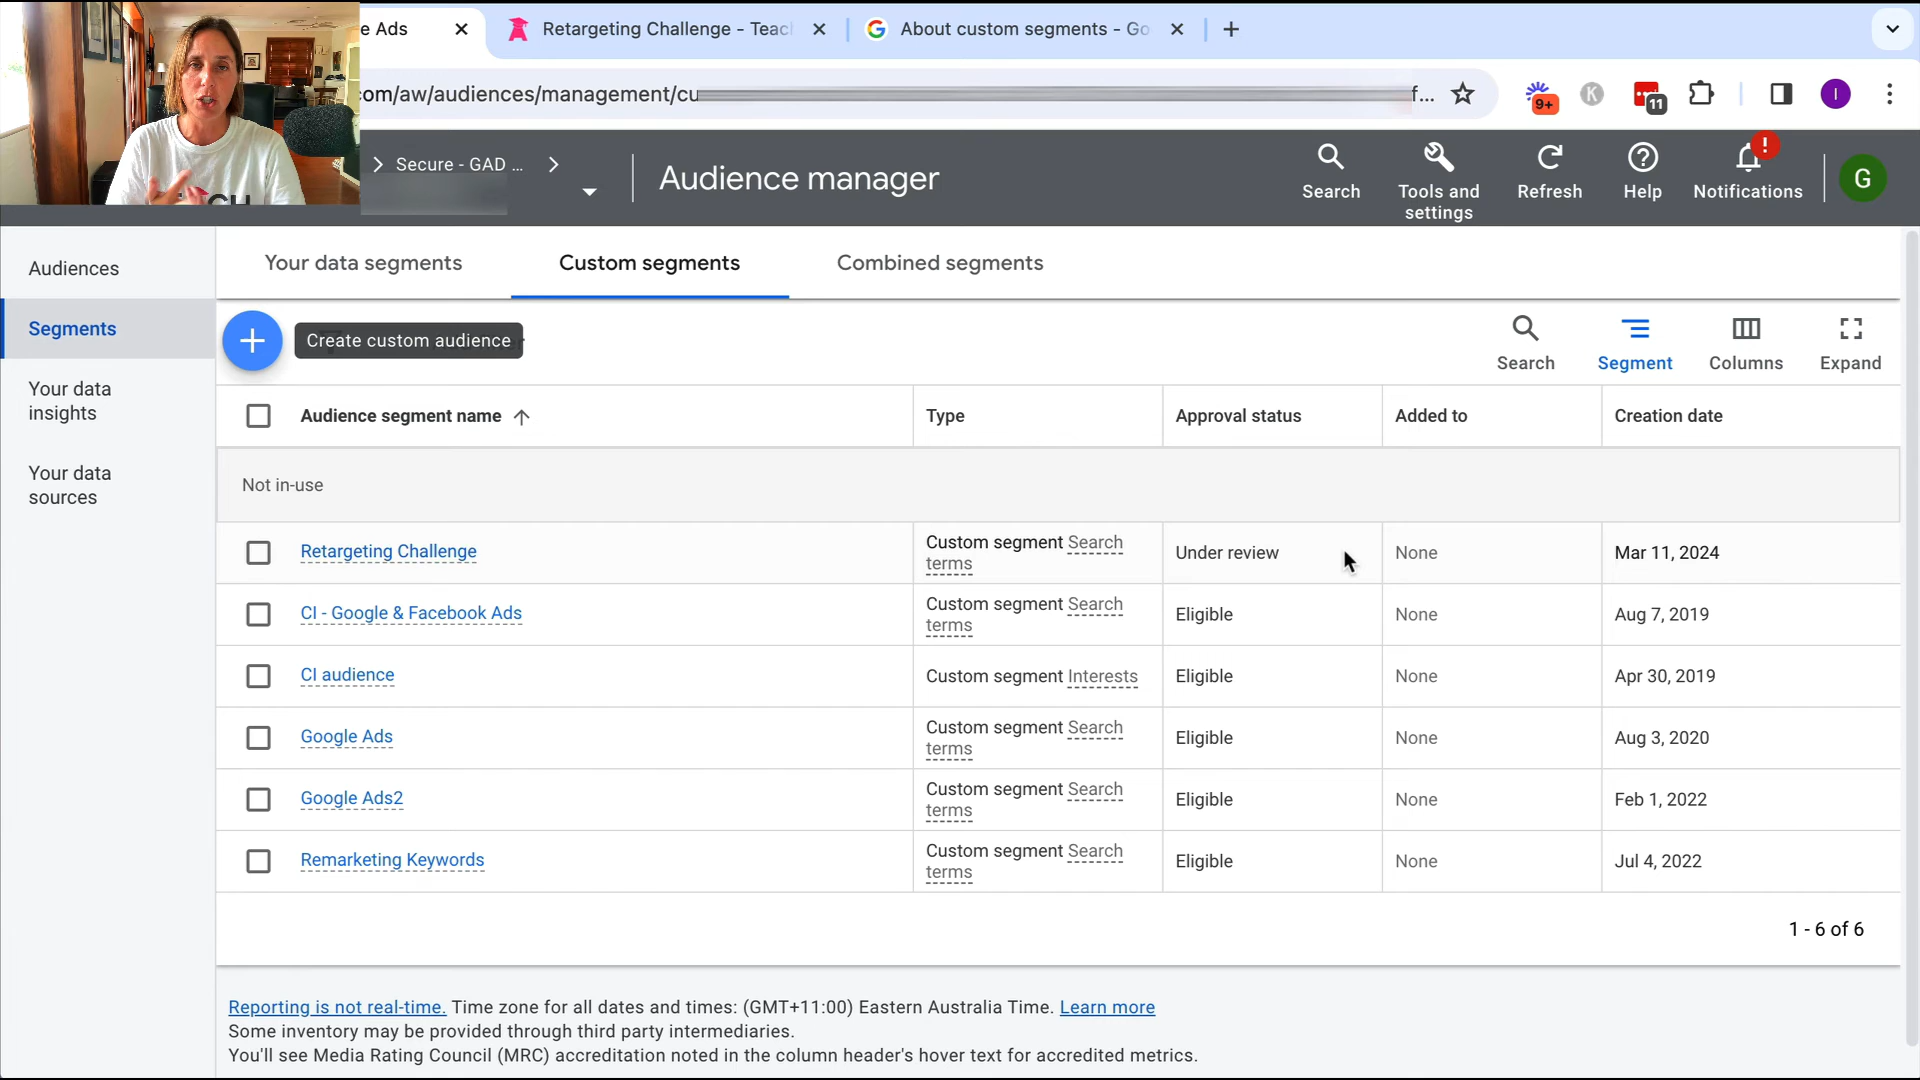 e Ads
Retargeting Challenge - Teac
About custom segments - Go
om/aw/audiences/management/cu
f...
9+
K
11
I
Secure - GAD ...
Audience manager
Search
Tools and
settings
Refresh
Help
!
Notifications
G
Audiences
Segments
Your data
insights
Your data
sources
Your data segments
Custom segments
Combined segments
Create custom audience
Search
Segment
Columns
Expand
Audience segment name
Type
Approval status
Added to
Creation date
Not in-use
Retargeting Challenge
Custom segment Search
terms
Under review
None
Mar 11, 2024
CI - Google & Facebook Ads
Custom segment Search
terms
Eligible
None
Aug 7, 2019
CI audience
Custom segment Interests
Eligible
None
Apr 30, 2019
Google Ads
Custom segment Search
terms
Eligible
None
Aug 3, 2020
Google Ads2
Custom segment Search
terms
Eligible
None
Feb 1, 2022
Remarketing Keywords
Custom segment Search
terms
Eligible
None
Jul 4, 2022
1 - 6 of 6
Reporting is not real-time. Time zone for all dates and times: (GMT+11:00) Eastern Australia Time. Learn more
Some inventory may be provided through third party intermediaries.
You'll see Media Rating Council (MRC) accreditation noted in the column header's hover text for accredited metrics.